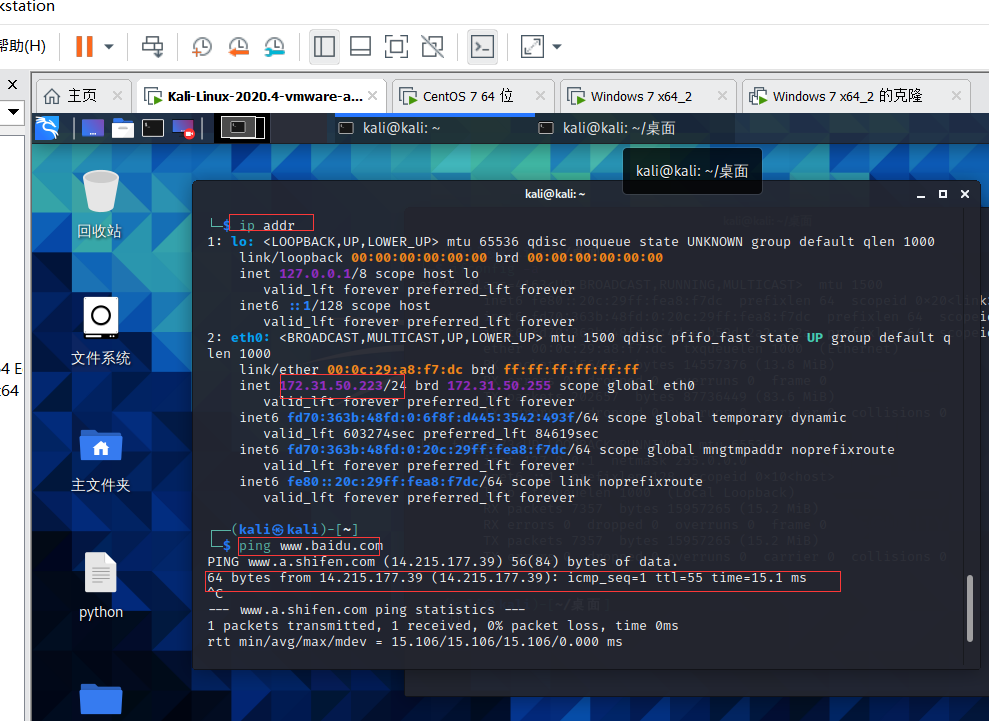 kstation
帮助(H)
主页
Kali-Linux-2020.4-vmware-a...
CentOS 7 64 位
Windows 7 x64_2
Windows 7 x64_2 的克隆
kali@kali: ~
kali@kali: ~/桌面
kali@kali: ~/桌面
kali@kali: ~
回收站
文件系统
主文件夹
python
64
└─$ ip addr
1: lo: <LOOPBACK,UP,LOWER_UP> mtu 65536 qdisc noqueue state UNKNOWN group default qlen 1000
link/loopback 00:00:00:00:00:00 brd 00:00:00:00:00:00
inet 127.0.0.1/8 scope host lo
valid_lft forever preferred_lft forever
inet6 ::1/128 scope host
valid_lft forever preferred_lft forever
2: eth0: <BROADCAST,MULTICAST,UP,LOWER_UP> mtu 1500 qdisc pfifo_fast state UP group default q
len 1000
link/ether 00:0c:29:a8:f7:dc brd ff:ff:ff:ff:ff:ff
inet 172.31.50.223/24 brd 172.31.50.255 scope global eth0
valid_lft forever preferred_lft forever
inet6 fd70:363b:48fd:0:6f8f:d445:3542:493f/64 scope global temporary dynamic
valid_lft 603274sec preferred_lft 84619sec
inet6 fd70:363b:48fd:0:20c:29ff:fea8:f7dc/64 scope global mngtmpaddr noprefixroute
valid_lft forever preferred_lft forever
inet6 fe80::20c:29ff:fea8:f7dc/64 scope link noprefixroute
valid_lft forever preferred_lft forever
┌──(kali㉿kali)-[~]
└─$ ping www.baidu.com
PING www.a.shifen.com (14.215.177.39) 56(84) bytes of data.
64 bytes from 14.215.177.39 (14.215.177.39): icmp_seq=1 ttl=55 time=15.1 ms
^C
--- www.a.shifen.com ping statistics ---
1 packets transmitted, 1 received, 0% packet loss, time 0ms
rtt min/avg/max/mdev = 15.106/15.106/15.106/0.000 ms